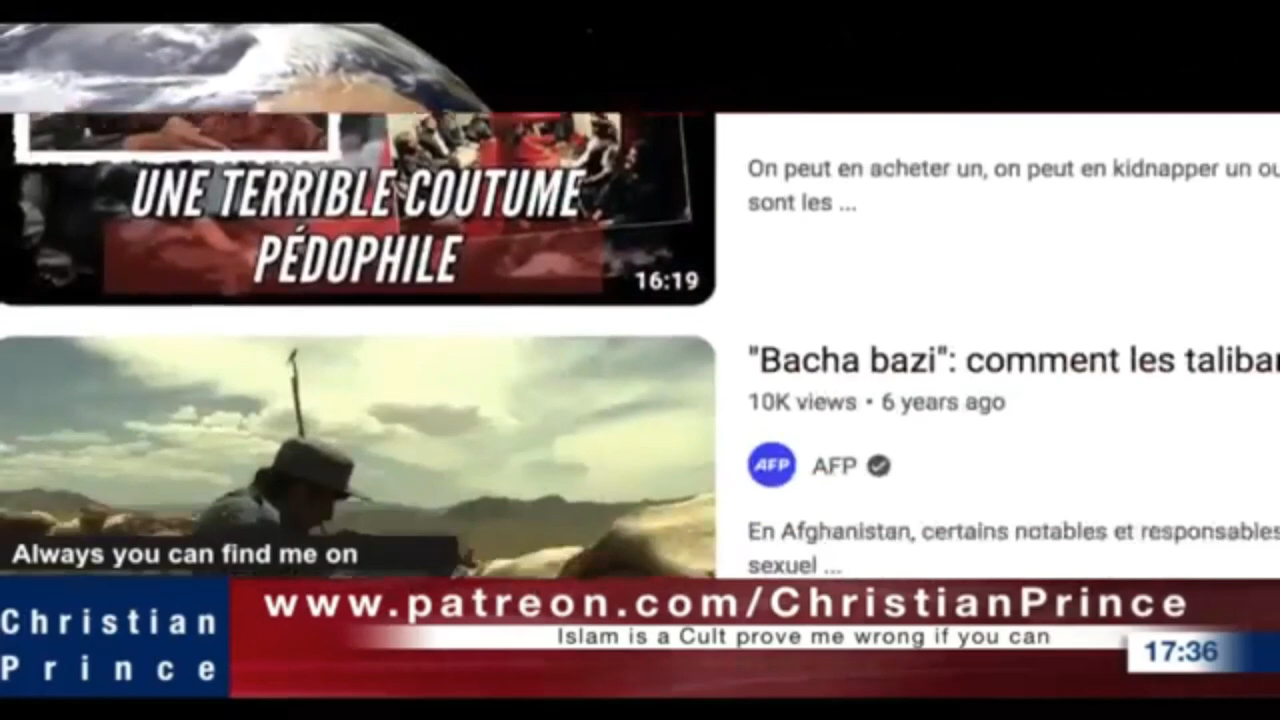 UNE TERRIBLE COUTUME
PÉDOPHILE
16:19
On peut en acheter un, on peut en kidnapper un ou
sont les ...
"Bacha bazi": comment les taliban
10K views • 6 years ago
AFP AFP
En Afghanistan, certains notables et responsables
sexuel ...
Always you can find me on
Christian
Prince
www.patreon.com/ChristianPrince
Islam is a Cult prove me wrong if you can
17:36